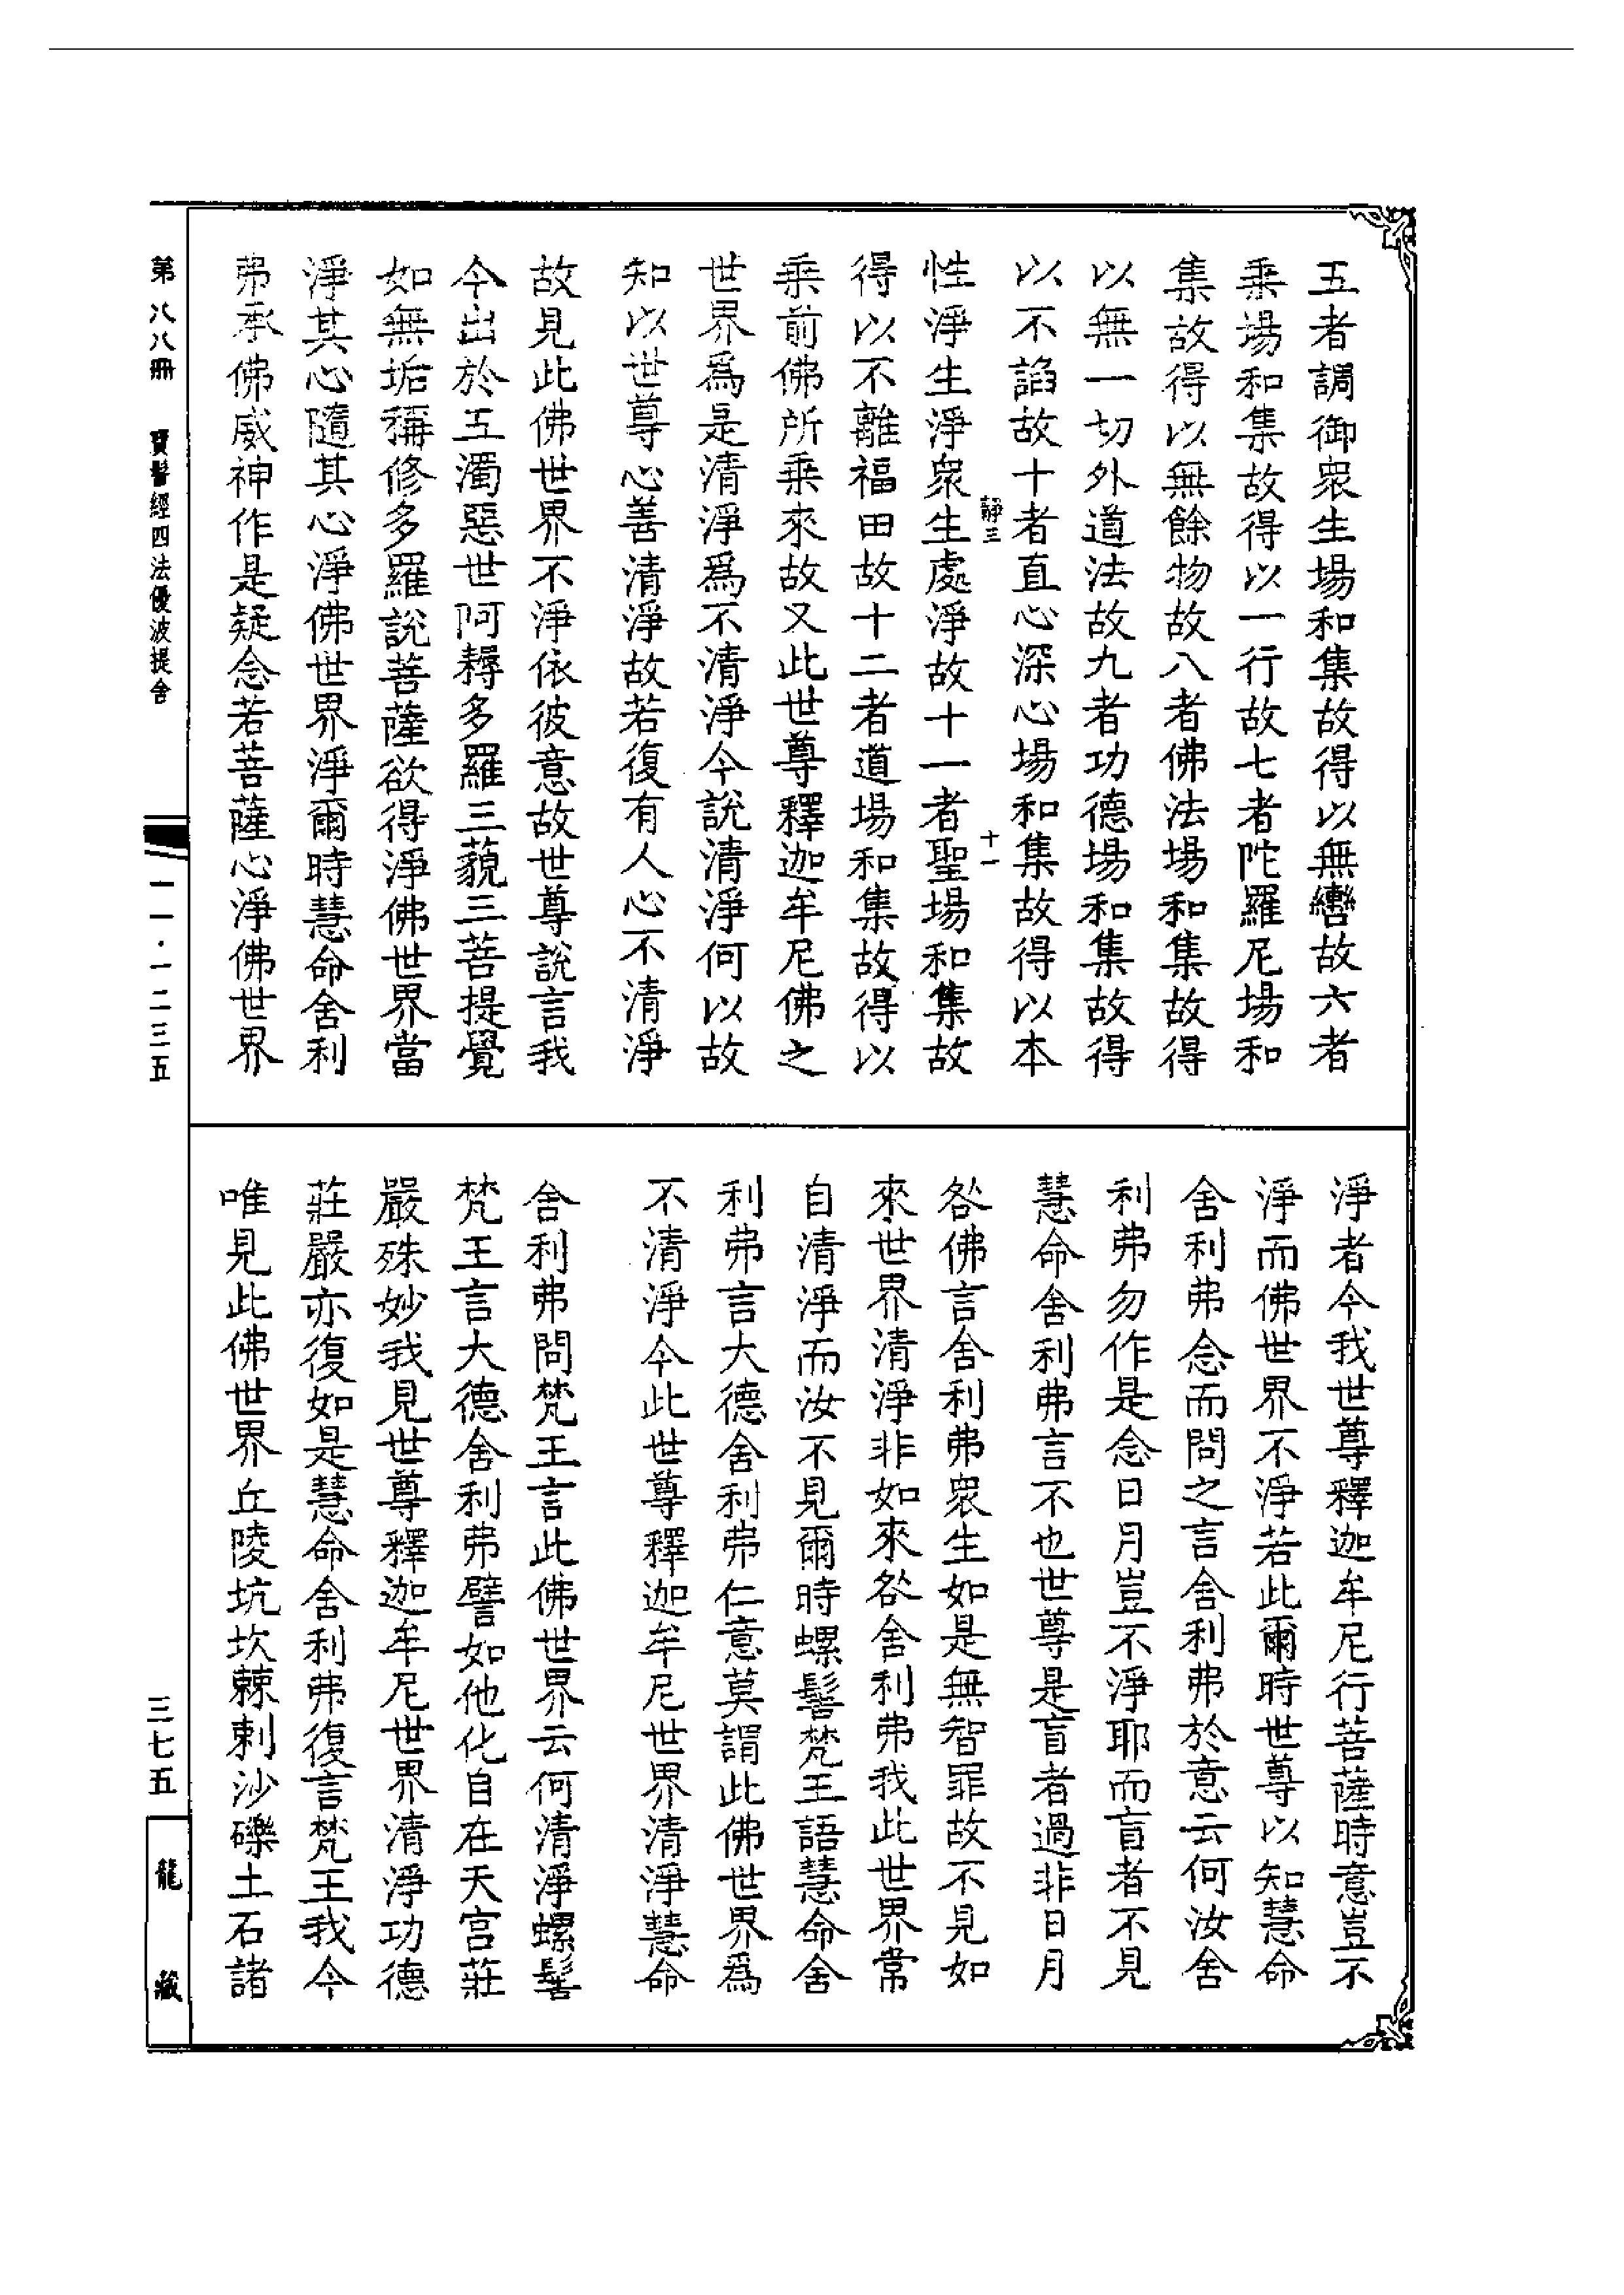 五者調御衆生場和集故得以無轡故六者
乘場和集故得以一行故七者陀羅尼場和
集故得以無餘物故八者佛法場和集故得
以無一切外道法故九者功德場和集故得
以不諂故十者直心深心場和集故得以本
靜三
十一
性淨生淨衆生處淨故十一者聖場和集故
得以不離福田故十二者道場和集故得以
乘前佛所乘來故又此世尊釋迦牟尼佛之
世界爲是清淨爲不清淨今說清淨何以故
知以世尊心善清淨故若復有人心不清淨
故見此佛世界不淨依彼意故世尊說言我
今出於五濁惡世阿耨多羅三藐三菩提覺
如無垢稱修多羅說菩薩欲得淨佛世界當
淨其心隨其心淨佛世界淨爾時慧命舍利
弗承佛威神作是疑念若菩薩心淨佛世界
淨者今我世尊釋迦牟尼行菩薩時意豈不
淨而佛世界不淨若此爾時世尊以知慧命
舍利弗念而問之言舍利弗於意云何汝舍
利弗勿作是念日月豈不淨耶而盲者不見
慧命舍利弗言不也世尊是盲者過非日月
咎佛言舍利弗衆生如是無智罪故不見如
來世界清淨非如來咎舍利弗我此世界常
自清淨而汝不見爾時螺髻梵王語慧命舍
利弗言大德舍利弗仁意莫謂此佛世界爲
不清淨今此世尊釋迦牟尼世界清淨慧命
舍利弗問梵王言此佛世界云何清淨螺髻
梵王言大德舍利弗譬如他化自在天宮莊
嚴殊妙我見世尊釋迦牟尼世界清淨功德
莊嚴亦復如是慧命舍利弗復言梵王我今
唯見此佛世界丘陵坑坎棘刺沙礫土石諸
第八八冊 寶髻經四法優波提舍
一一·一二三五
三七五
龍藏